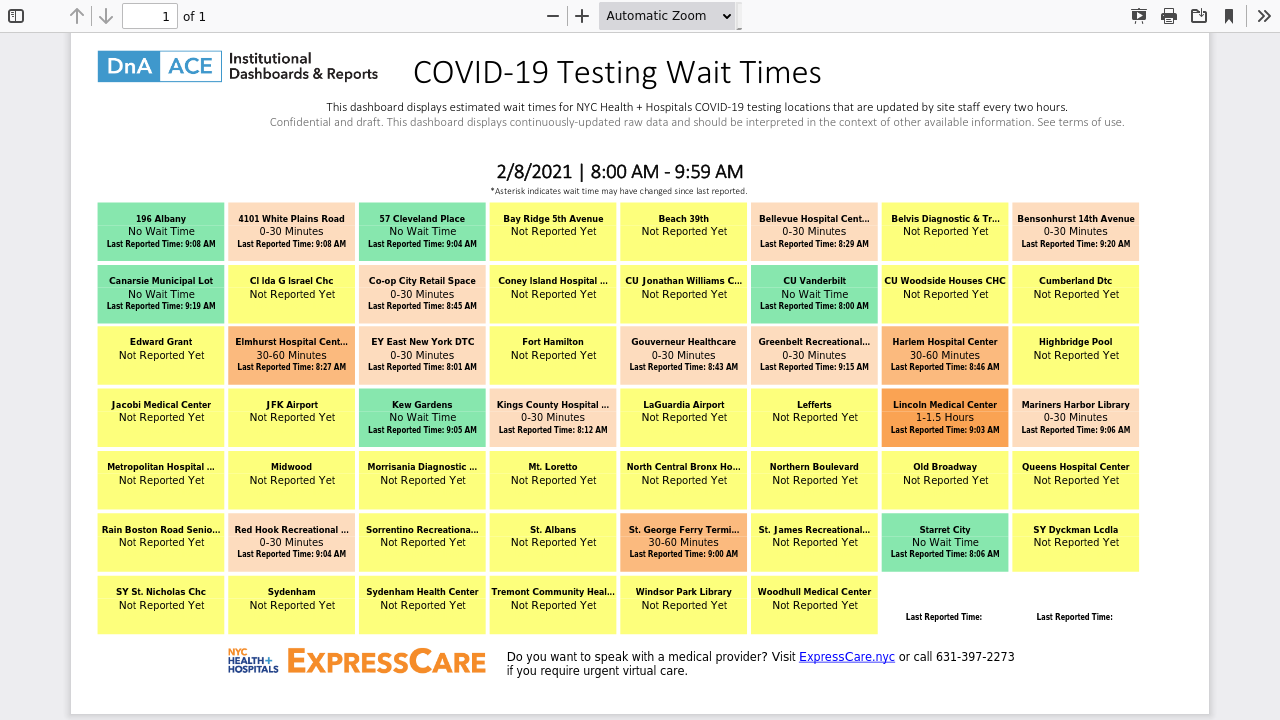 1 of 1 Automatic Zoom
DnA ACE Institutional
Dashboards & Reports
COVID-19 Testing Wait Times
This dashboard displays estimated wait times for NYC Health + Hospitals COVID-19 testing locations that are updated by site staff every two hours.
Confidential and draft. This dashboard displays continuously-updated raw data and should be interpreted in the context of other available information. See terms of use.
2/8/2021 | 8:00 AM - 9:59 AM
*Asterisk indicates wait time may have changed since last reported.
196 Albany 4101 White Plains Road 57 Cleveland Place Bay Ridge 5th Avenue Beach 39th Bellevue Hospital Cent... Belvis Diagnostic & Tr... Bensonhurst 14th Avenue
No Wait Time 0-30 Minutes No Wait Time Not Reported Yet Not Reported Yet 0-30 Minutes Not Reported Yet 0-30 Minutes
Last Reported Time: 9:08 AM Last Reported Time: 9:08 AM Last Reported Time: 9:04 AM Last Reported Time: 8:29 AM Last Reported Time: 9:20 AM
Canarsie Municipal Lot Cl Ida G Israel Chc Co-op City Retail Space Coney Island Hospital ... CU Jonathan Williams C... CU Vanderbilt CU Woodside Houses CHC Cumberland Dtc
No Wait Time Not Reported Yet 0-30 Minutes Not Reported Yet Not Reported Yet No Wait Time Not Reported Yet Not Reported Yet
Last Reported Time: 9:19 AM Last Reported Time: 8:45 AM Last Reported Time: 8:00 AM
Edward Grant Elmhurst Hospital Cent... EY East New York DTC Fort Hamilton Gouverneur Healthcare Greenbelt Recreational... Harlem Hospital Center Highbridge Pool
Not Reported Yet 30-60 Minutes 0-30 Minutes Not Reported Yet 0-30 Minutes 0-30 Minutes 30-60 Minutes Not Reported Yet
Last Reported Time: 8:27 AM Last Reported Time: 8:01 AM Last Reported Time: 8:43 AM Last Reported Time: 9:15 AM Last Reported Time: 8:46 AM
Jacobi Medical Center JFK Airport Kew Gardens Kings County Hospital ... LaGuardia Airport Lefferts Lincoln Medical Center Mariners Harbor Library
Not Reported Yet Not Reported Yet No Wait Time 0-30 Minutes Not Reported Yet Not Reported Yet 1-1.5 Hours 0-30 Minutes
Last Reported Time: 9:05 AM Last Reported Time: 8:12 AM Last Reported Time: 9:03 AM Last Reported Time: 9:06 AM
Metropolitan Hospital ... Midwood Morrisania Diagnostic ... Mt. Loretto North Central Bronx Ho... Northern Boulevard Old Broadway Queens Hospital Center
Not Reported Yet Not Reported Yet Not Reported Yet Not Reported Yet Not Reported Yet Not Reported Yet Not Reported Yet Not Reported Yet
Rain Boston Road Senio... Red Hook Recreational ... Sorrentino Recreationa... St. Albans St. George Ferry Termi... St. James Recreational... Starret City SY Dyckman Lcdla
Not Reported Yet 0-30 Minutes Not Reported Yet Not Reported Yet 30-60 Minutes Not Reported Yet No Wait Time Not Reported Yet
Last Reported Time: 9:04 AM Last Reported Time: 9:00 AM Last Reported Time: 8:06 AM
SY St. Nicholas Chc Sydenham Sydenham Health Center Tremont Community Heal... Windsor Park Library Woodhull Medical Center
Not Reported Yet Not Reported Yet Not Reported Yet Not Reported Yet Not Reported Yet Not Reported Yet
Last Reported Time: Last Reported Time:
NYC
HEALTH+
HOSPITALS
EXPRESSCARE
Do you want to speak with a medical provider? Visit ExpressCare.nyc or call 631-397-2273
if you require urgent virtual care.